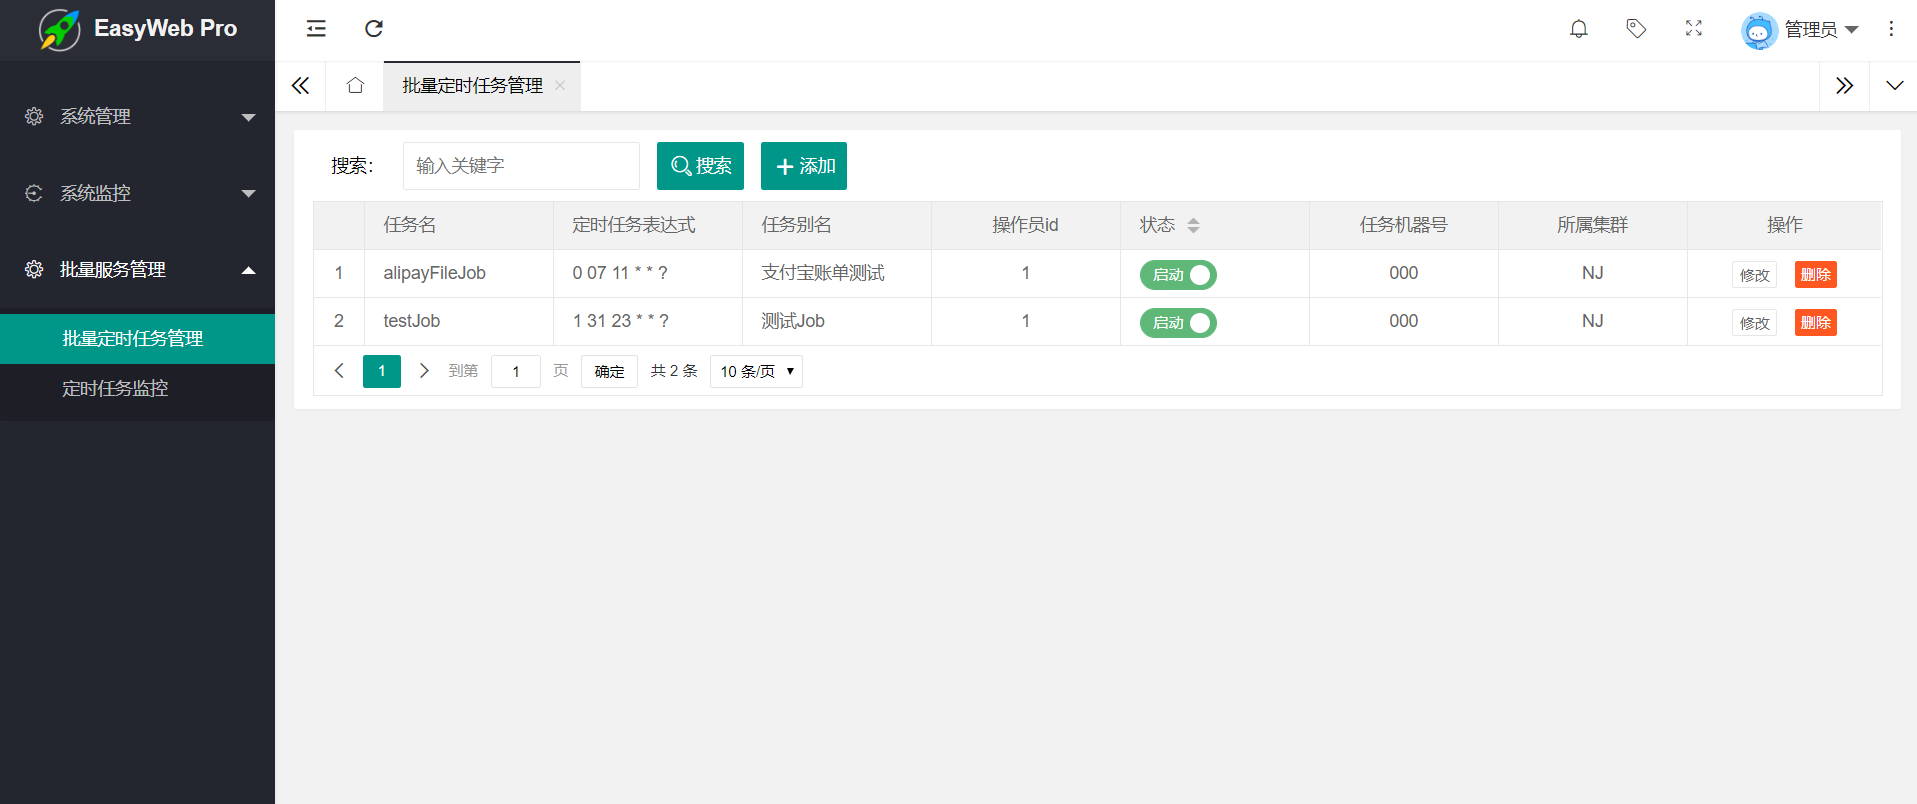 EasyWeb Pro
管理员
系统管理
系统监控
批量服务管理
批量定时任务管理
定时任务监控
批量定时任务管理
搜索： 输入关键字 搜索 添加
任务名 定时任务表达式 任务别名 操作员id 状态 任务机器号 所属集群 操作
1 alipayFileJob 0 07 11 * * ? 支付宝账单测试 1 启动 000 NJ 修改 删除
2 testJob 1 31 23 * * ? 测试Job 1 启动 000 NJ 修改 删除
1 到第 1 页 确定 共 2 条 10 条/页